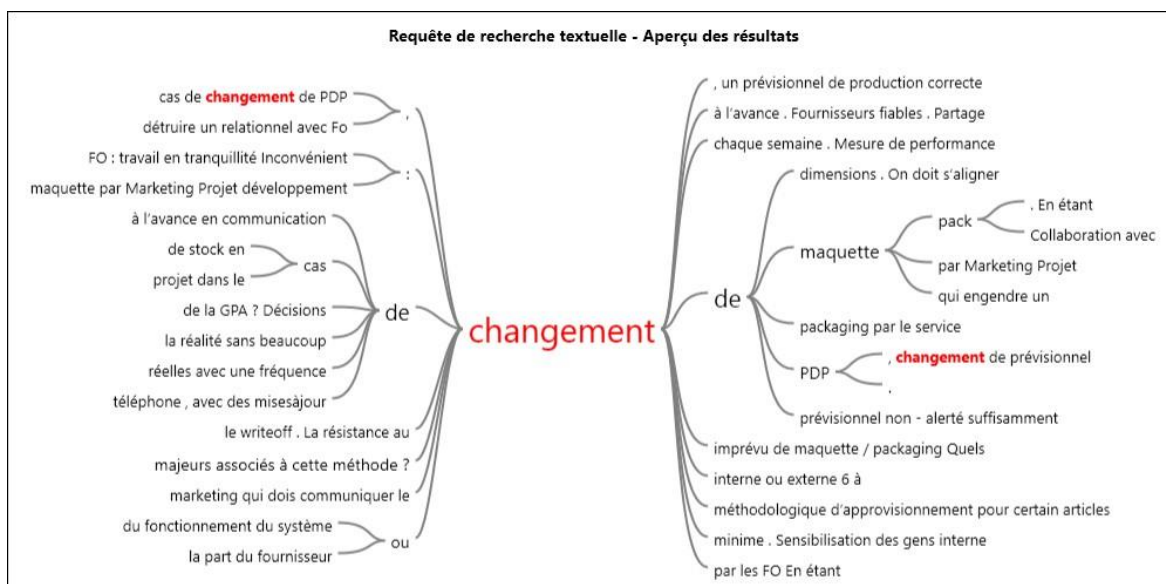 Requête de recherche textuelle - Aperçu des résultats
cas de changement de PDP
détruire un relationnel avec Fo
,
FO : travail en tranquillité Inconvénient
maquette par Marketing Projet développement
:
à l'avance en communication
de stock en
projet dans le
cas
de la GPA ? Décisions
la réalité sans beaucoup
réelles avec une fréquence
téléphone , avec des misesàjour
de
le writeoff . La résistance au
majeurs associés à cette méthode ?
marketing qui dois communiquer le
du fonctionnement du système
la part du fournisseur
ou
changement
, un prévisionnel de production correcte
à l'avance . Fournisseurs fiables . Partage
chaque semaine . Mesure de performance
de
dimensions . On doit s'aligner
maquette
pack
. En étant
Collaboration avec
par Marketing Projet
qui engendre un
packaging par le service
PDP
, changement de prévisionnel
.
prévisionnel non - alerté suffisamment
imprévu de maquette / packaging Quels
interne ou externe 6 à
méthodologique d'approvisionnement pour certain articles
minime . Sensibilisation des gens interne
par les FO En étant